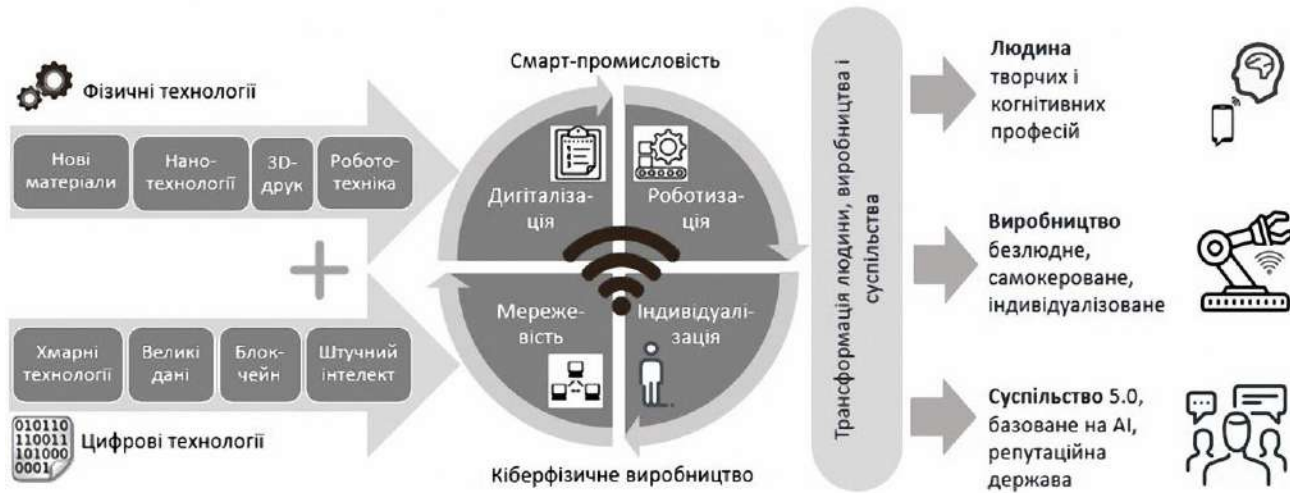 Фізичні технології
Нові
матеріали
Нано-
технології
3D-
друк
Робото-
техніка
Хмарні
технології
Великі
дані
Блок-
чейн
Штучний
інтелект
010110
110011
101000
0001
Цифрові технології
Смарт-промисловість
Дигіталіза-
ція
Роботиза-
ція
Мереже-
вість
Індивідуалі-
зація
Кіберфізичне виробництво
Трансформація людини, виробництва і
суспільства
Людина
творчих і
когнітивних
професій
Виробництво
безлюдне,
самокероване,
індивідуалізоване
Суспільство 5.0,
базоване на AI,
репутаційна
держава